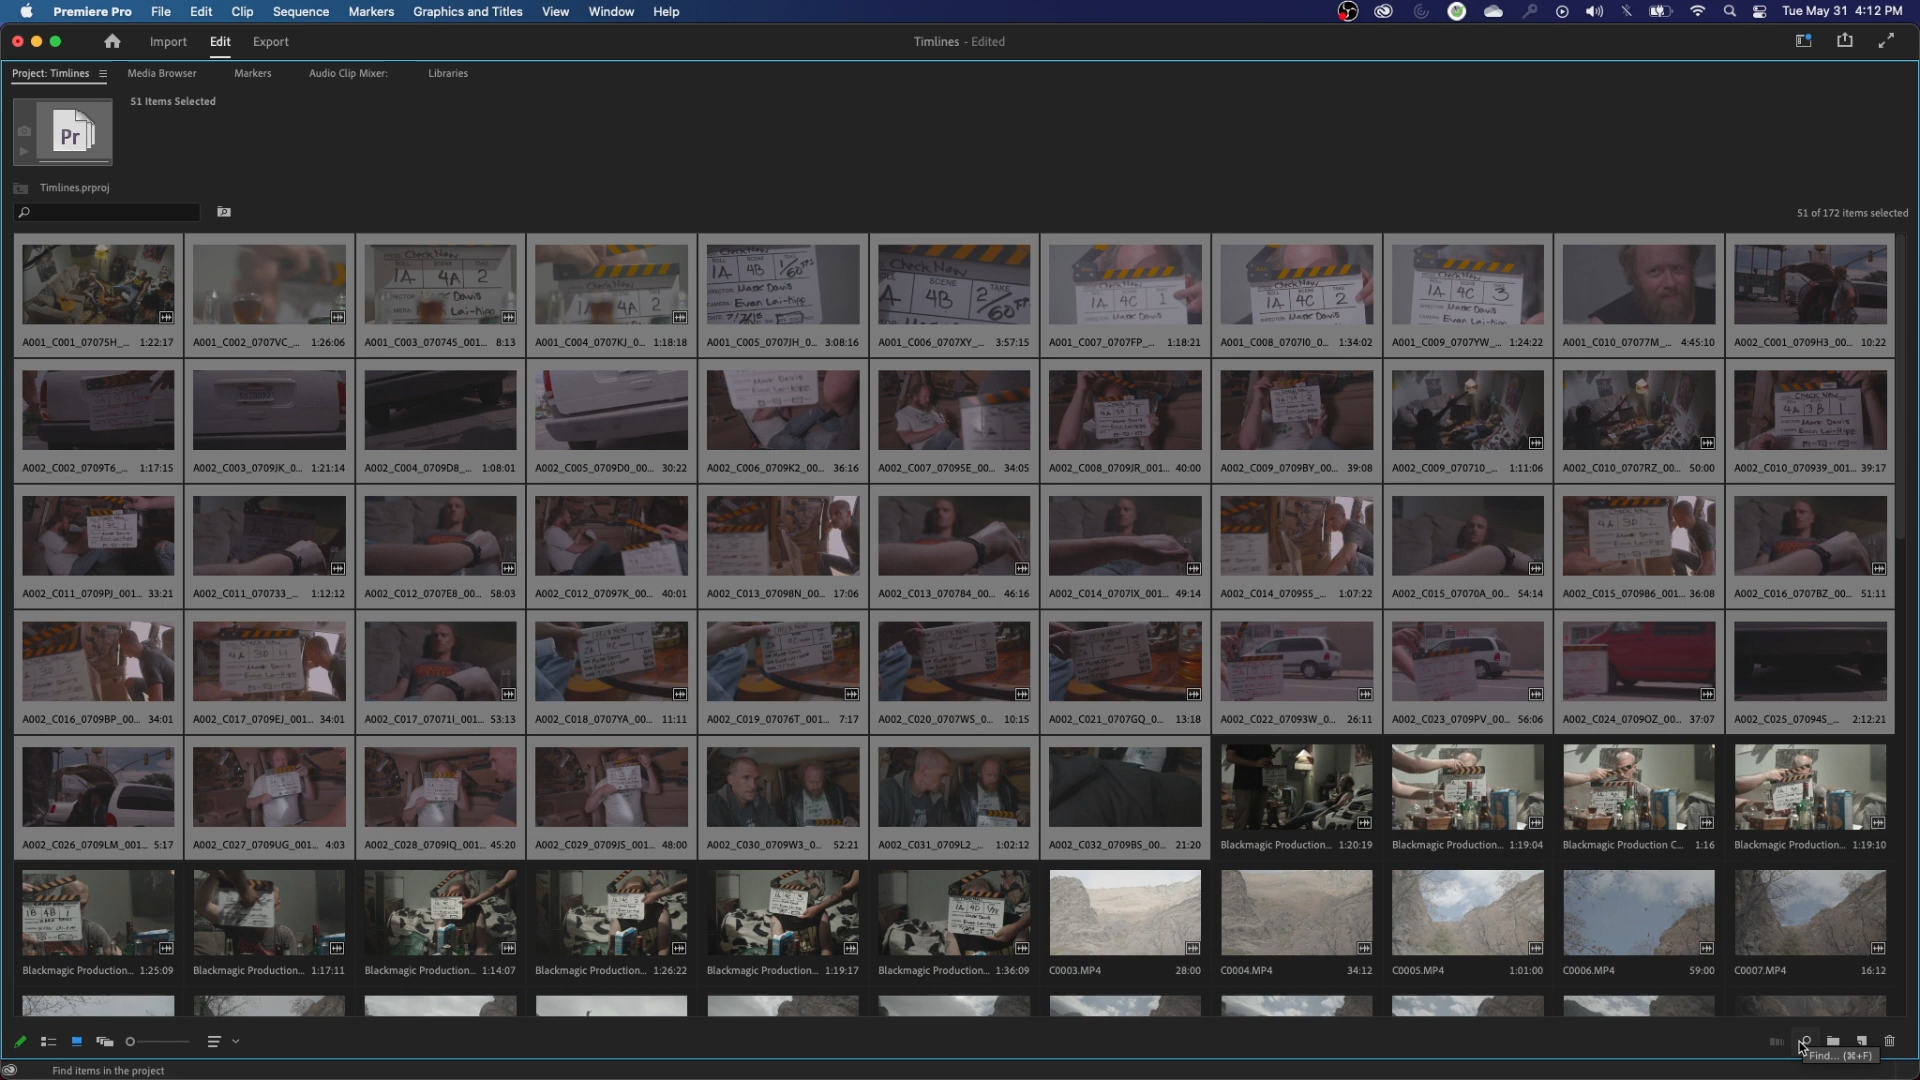 Premiere Pro File Edit Clip Sequence Markers Graphics and Titles View Window Help Tue May 31 4:12 PM
Import Edit Export Timlines - Edited
Project: Timlines Media Browser Markers Audio Clip Mixer: Libraries
51 Items Selected
Pr
Timlines.prproj
51 of 172 items selected
A001_C001_07075H_... 1:22:17 A001_C002_0707VC_... 1:26:06 A001_C003_070745_001... 8:13 A001_C004_0707KJ_0... 1:18:18 A001_C005_0707JH_0... 3:08:16 A001_C006_0707XY_... 3:57:15 A001_C007_0707FP_... 1:18:21 A001_C008_0707I0_0... 1:34:02 A001_C009_0707YW_... 1:24:22 A001_C010_07077M_... 4:45:10 A002_C001_0709H3_00... 10:22
A002_C002_0709T6_... 1:17:15 A002_C003_0709JK_0... 1:21:14 A002_C004_0709D8_... 1:08:01 A002_C005_0709D0_00... 30:22 A002_C006_0709K2_00... 36:16 A002_C007_07095E_00... 34:05 A002_C008_0709JR_001... 40:00 A002_C009_0709BY_00... 39:08 A002_C009_070710_... 1:11:06 A002_C010_0707RZ_00... 50:00 A002_C010_070939_001... 39:17
A002_C011_0709PJ_001... 33:21 A002_C011_070733_... 1:12:12 A002_C012_0707E8_00... 58:03 A002_C012_07097K_00... 40:01 A002_C013_07098N_00... 17:06 A002_C013_070784_00... 46:16 A002_C014_0707IX_001... 49:14 A002_C014_070955_... 1:07:22 A002_C015_07070A_00... 54:14 A002_C015_070986_001... 36:08 A002_C016_0707BZ_00... 51:11
A002_C016_0709BP_00... 34:01 A002_C017_0709EJ_001... 34:01 A002_C017_07071I_001... 53:13 A002_C018_0707YA_00... 11:11 A002_C019_07076T_001... 7:17 A002_C020_0707WS_0... 10:15 A002_C021_0707GQ_0... 13:18 A002_C022_07093W_0... 26:11 A002_C023_0709PV_00... 56:06 A002_C024_0709OZ_00... 37:07 A002_C025_07094S_... 2:12:21
A002_C026_0709LM_001... 5:17 A002_C027_0709UG_001... 4:03 A002_C028_0709IQ_001... 45:20 A002_C029_0709JS_001... 48:00 A002_C030_0709W3_0... 52:21 A002_C031_0709L2_... 1:02:12 A002_C032_0709BS_00... 21:20 Blackmagic Production... 1:20:19 Blackmagic Production... 1:19:04 Blackmagic Production C... 1:16 Blackmagic Production... 1:19:10
Blackmagic Production... 1:25:09 Blackmagic Production... 1:17:11 Blackmagic Production... 1:14:07 Blackmagic Production... 1:26:22 Blackmagic Production... 1:19:17 Blackmagic Production... 1:36:09 C0003.MP4 28:00 C0004.MP4 34:12 C0005.MP4 1:01:00 C0006.MP4 59:00 C0007.MP4 16:12
Find... (⌘+F)
Find items in the project